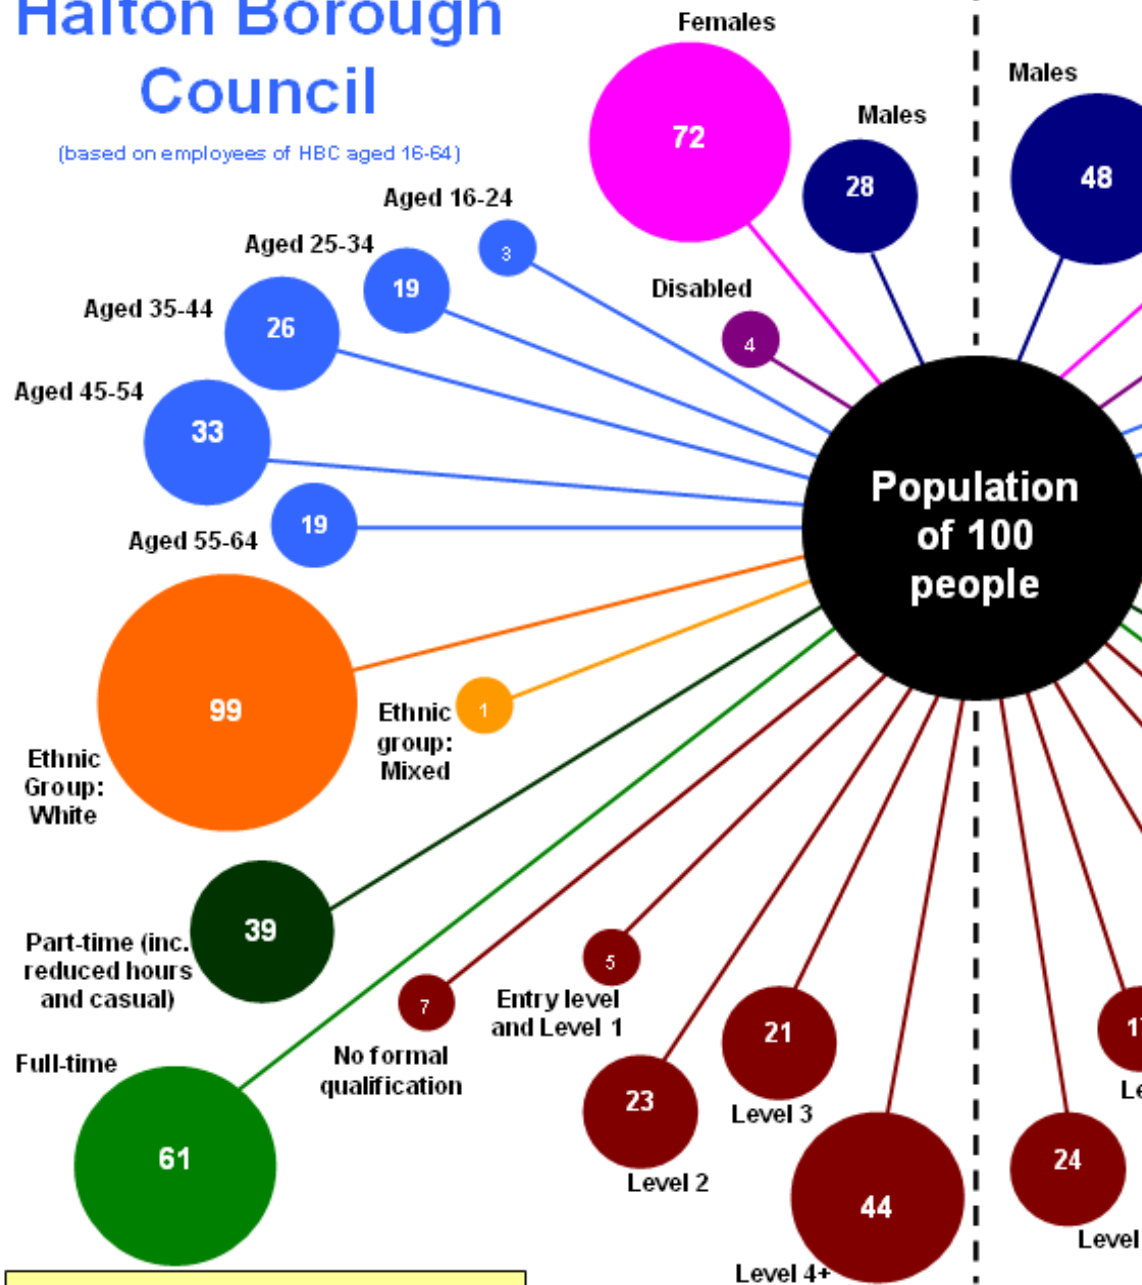 Halton Borough
Council
(based on employees of HBC aged 16-64)
Females
72
Males
28
Males
48
Aged 16-24
3
Aged 25-34
19
Aged 35-44
26
Aged 45-54
33
Aged 55-64
19
Disabled
4
Population
of 100
people
99
Ethnic
Group:
White
Ethnic
group:
Mixed
1
39
Part-time (inc.
reduced hours
and casual)
Full-time
61
7
No formal
qualification
5
Entry level
and Level 1
23
Level 2
21
Level 3
44
Level 4+
24
Level